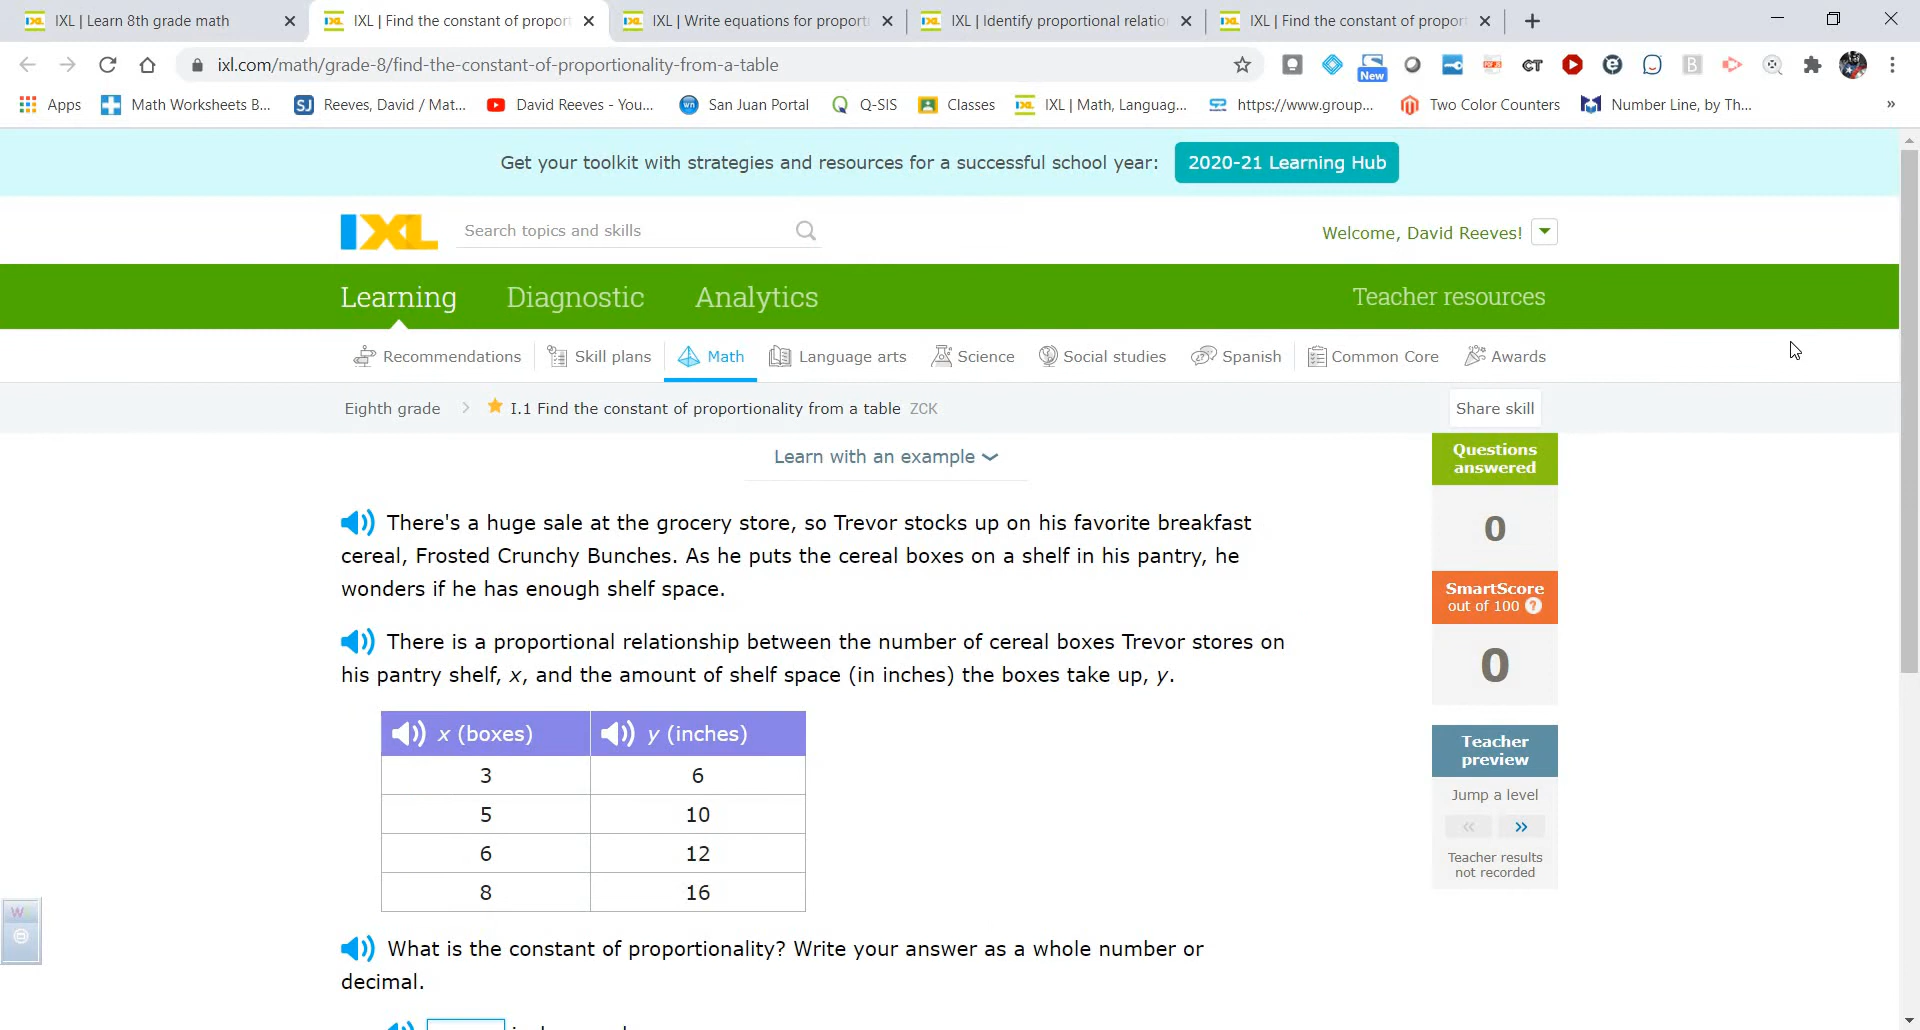 IXL | Learn 8th grade math
IXL | Find the constant of propor
IXL | Write equations for proport
IXL | Identify proportional relatio
IXL | Find the constant of propor
ixl.com/math/grade-8/find-the-constant-of-proportionality-from-a-table
New
Apps
Math Worksheets B...
Reeves, David / Mat...
David Reeves - You...
San Juan Portal
Q-SIS
Classes
IXL | Math, Languag...
https://www.group...
Two Color Counters
Number Line, by Th...
»
Get your toolkit with strategies and resources for a successful school year:
2020-21 Learning Hub
IXL
Search topics and skills
Welcome, David Reeves!
Learning
Diagnostic
Analytics
Teacher resources
Recommendations
Skill plans
Math
Language arts
Science
Social studies
Spanish
Common Core
Awards
Eighth grade > I.1 Find the constant of proportionality from a table ZCK
Share skill
Learn with an example
Questions
answered
0
SmartScore
out of 100 ?
0
Teacher
preview
Jump a level
« »
Teacher results
not recorded
There's a huge sale at the grocery store, so Trevor stocks up on his favorite breakfast
cereal, Frosted Crunchy Bunches. As he puts the cereal boxes on a shelf in his pantry, he
wonders if he has enough shelf space.
There is a proportional relationship between the number of cereal boxes Trevor stores on
his pantry shelf, x, and the amount of shelf space (in inches) the boxes take up, y.
x (boxes) y (inches)
3 6
5 10
6 12
8 16
What is the constant of proportionality? Write your answer as a whole number or
decimal.
W